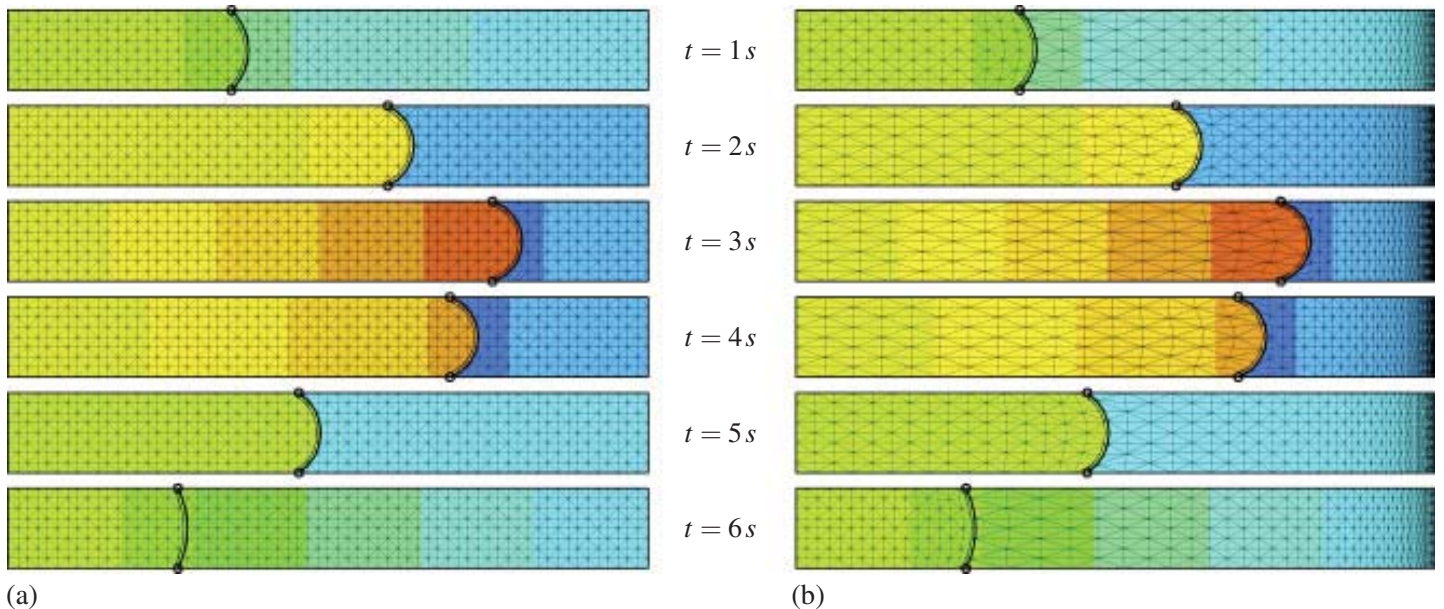 t = 1 s
t = 2 s
t = 3 s
t = 4 s
t = 5 s
t = 6 s
(a)
(b)